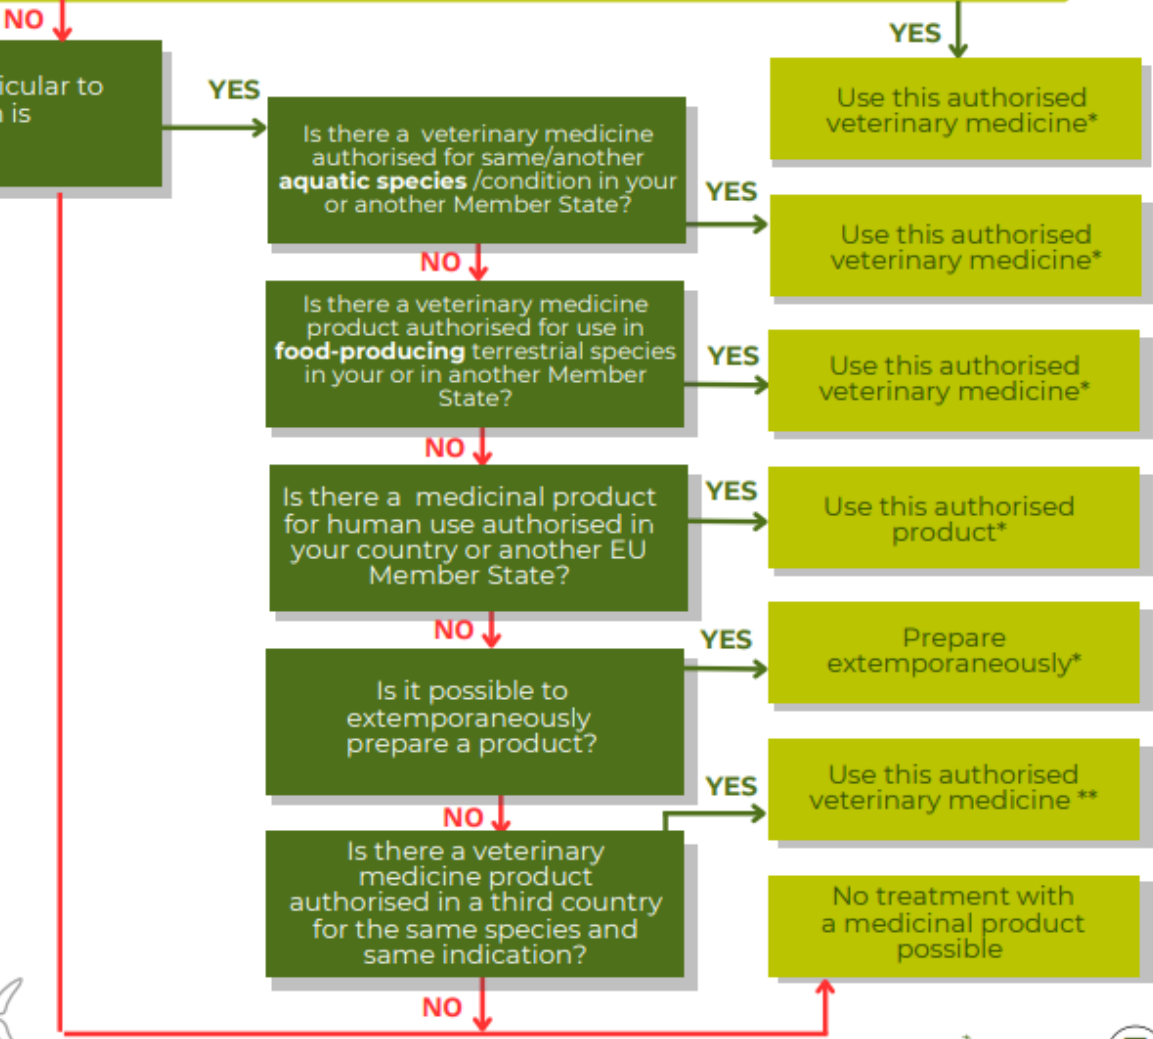 NO
YES
Use this authorised
veterinary medicine*
icular to
is
YES
Is there a veterinary medicine
authorised for same/another
aquatic species /condition in your
or another Member State?
YES
Use this authorised
veterinary medicine*
NO
Is there a veterinary medicine
product authorised for use in
food-producing terrestrial species
in your or in another Member
State?
YES
Use this authorised
veterinary medicine*
NO
Is there a medicinal product
for human use authorised in
your country or another EU
Member State?
YES
Use this authorised
product*
NO
Is it possible to
extemporaneously
prepare a product?
YES
Prepare
extemporaneously*
NO
Is there a veterinary
medicine product
authorised in a third country
for the same species and
same indication?
YES
Use this authorised
veterinary medicine **
NO
No treatment with
a medicinal product
possible